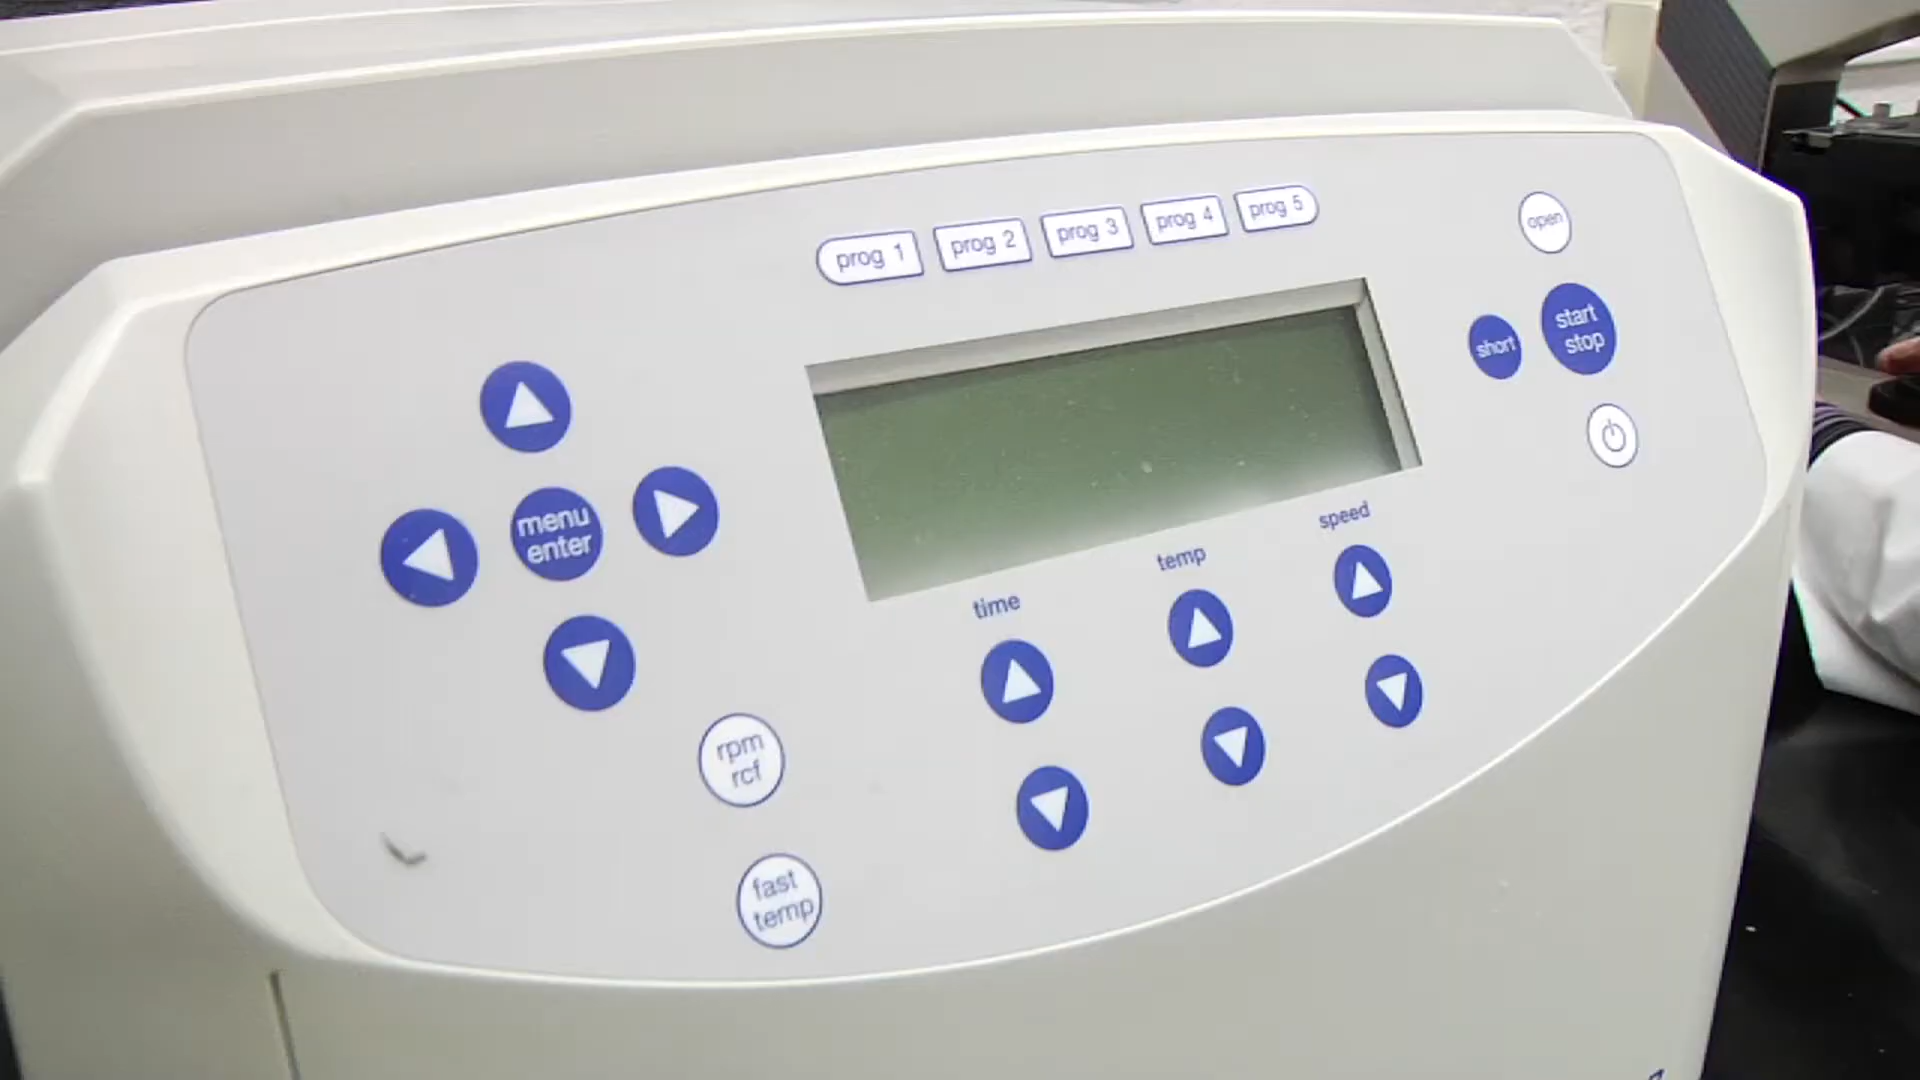 prog 1
prog 2
prog 3
prog 4
prog 5
open
short
start
stop
menu
enter
speed
temp
time
rpm
rcf
fast
temp